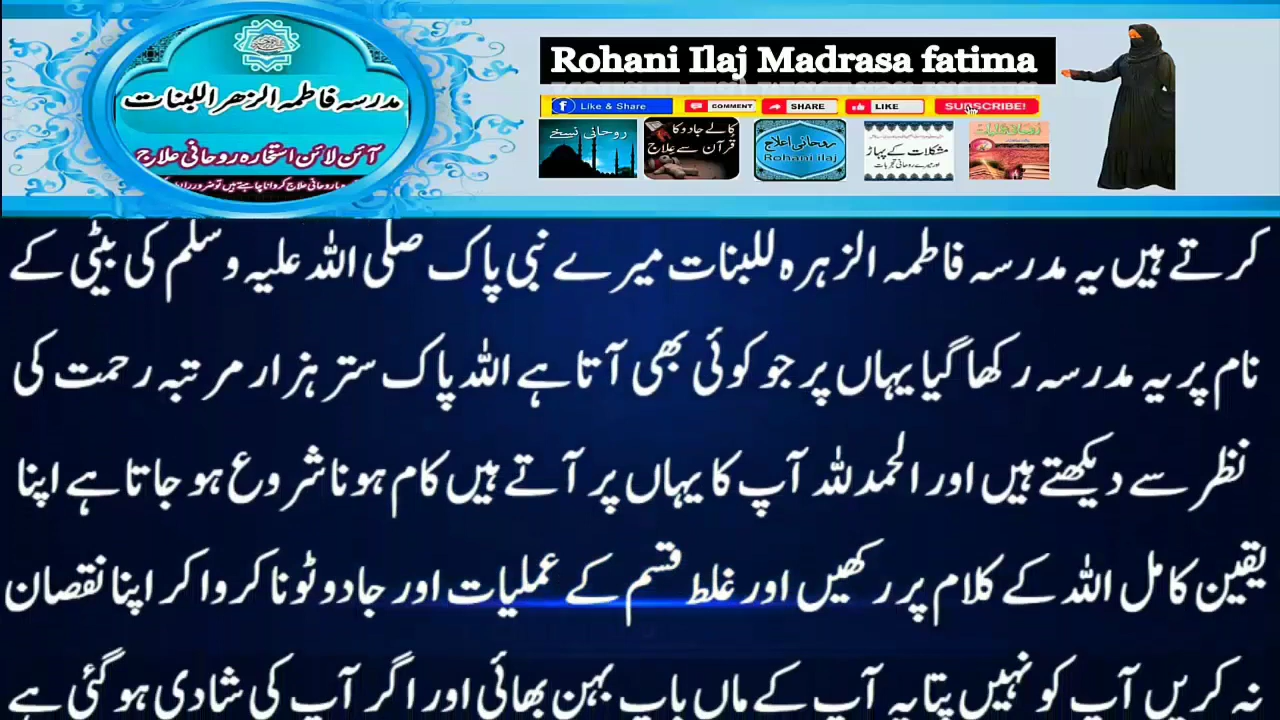 مدرسہ فاطمہ الزھرا للبنات
آئن لائن استخارہ روحانی علاج
Rohani Ilaj Madrasa fatima
Like & Share
COMMENT
SHARE
LIKE
SUBSCRIBE!
روحانی نسخے
کالے جادو کا
قرآن سے علاج
روحانی علاج
Rohani ilaj
مشکلات کے پہاڑ
اور میرے روحانی تجربات
کرتے ہیں یہ مدرسہ فاطمہ الزہرہ للبنات میرے نبی پاک صلی اللہ علیہ وسلم کی بیٹی کے
نام پر یہ مدرسہ رکھا گیا یہاں پر جو کوئی بھی آتا ہے اللہ پاک ستر ہزار مرتبہ رحمت کی
نظر سے دیکھتے ہیں اور الحمدللہ آپ کا یہاں پر آتے ہیں کام ہونا شروع ہو جاتا ہے اپنا
یقین کامل اللہ کے کلام پر رکھیں اور غلط قسم کے عملیات اور جادو ٹونا کروا کر اپنا نقصان
نہ کریں آپ کو نہیں پتا یہ آپ کے ماں باپ بہن بھائی اور اگر آپ کی شادی ہو گئی ہے